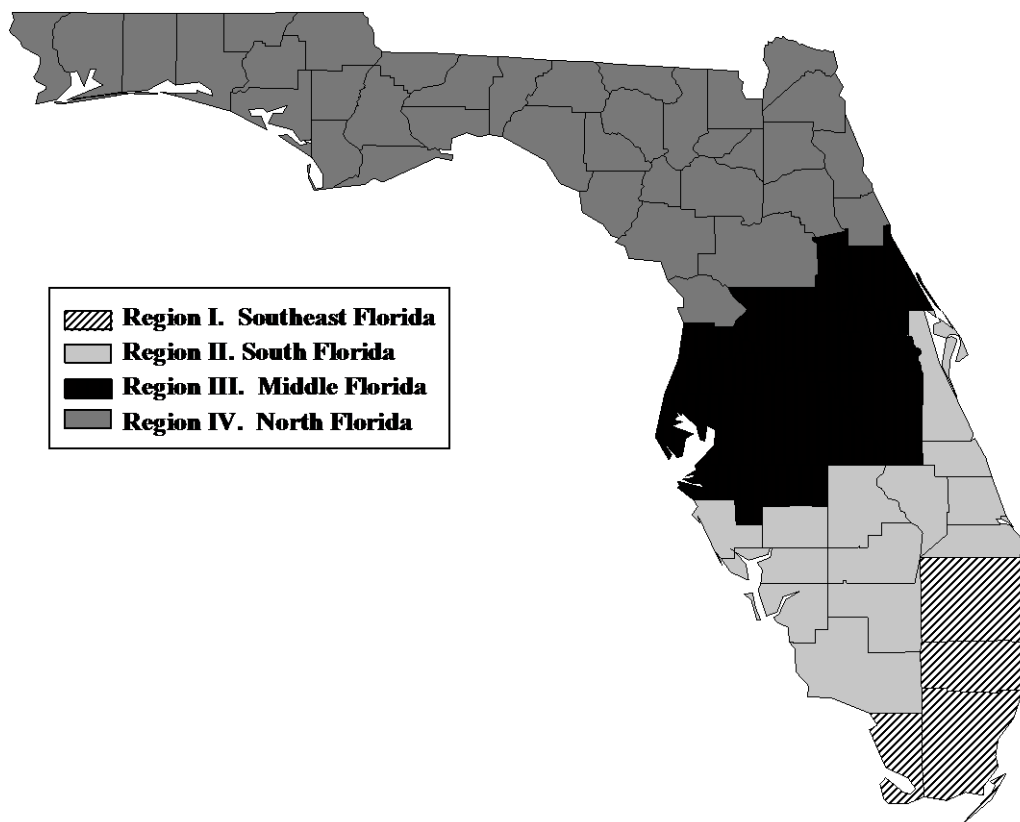 Region I. Southeast Florida
Region II. South Florida
Region III. Middle Florida
Region IV. North Florida